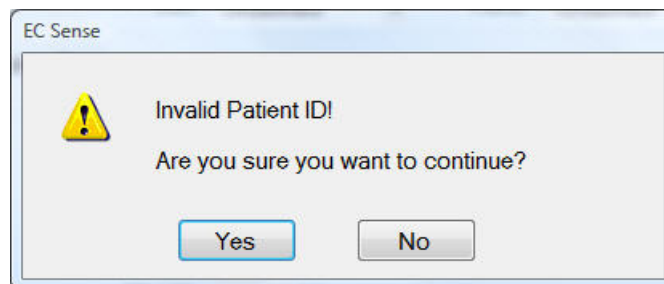 EC Sense
Invalid Patient ID!
Are you sure you want to continue?
Yes
No